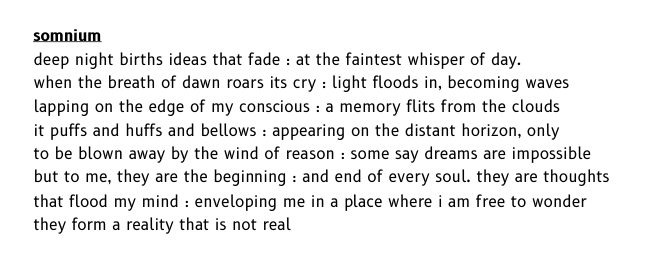 somnium
deep night births ideas that fade : at the faintest whisper of day.
when the breath of dawn roars its cry : light floods in, becoming waves
lapping on the edge of my conscious : a memory flits from the clouds
it puffs and huffs and bellows : appearing on the distant horizon, only
to be blown away by the wind of reason : some say dreams are impossible
but to me, they are the beginning : and end of every soul. they are thoughts
that flood my mind : enveloping me in a place where i am free to wonder
they form a reality that is not real